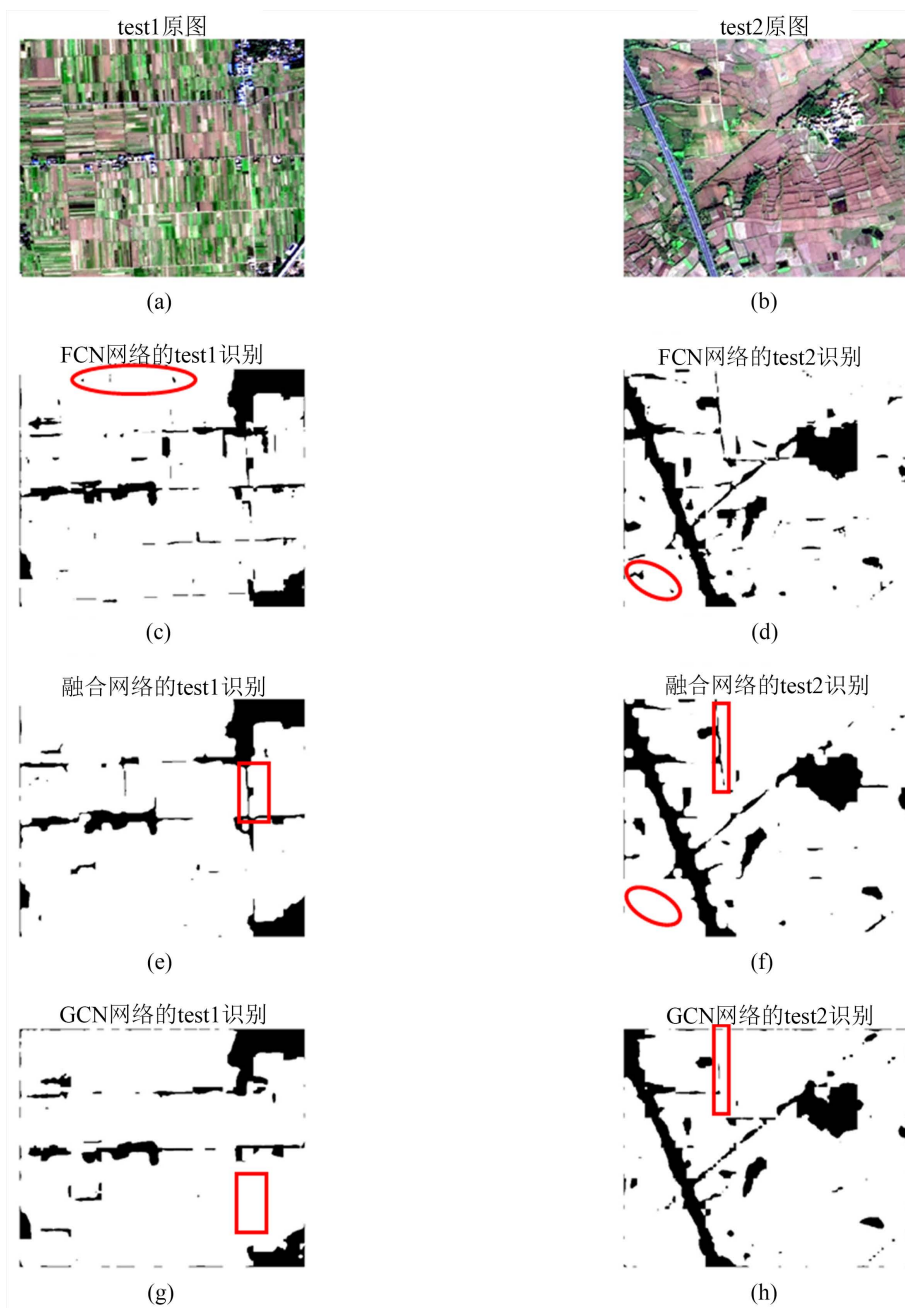 test1原图
test2原图
(a)
(b)
FCN网络的test1识别
FCN网络的test2识别
(c)
(d)
融合网络的test1识别
融合网络的test2识别
(e)
(f)
GCN网络的test1识别
GCN网络的test2识别
(g)
(h)